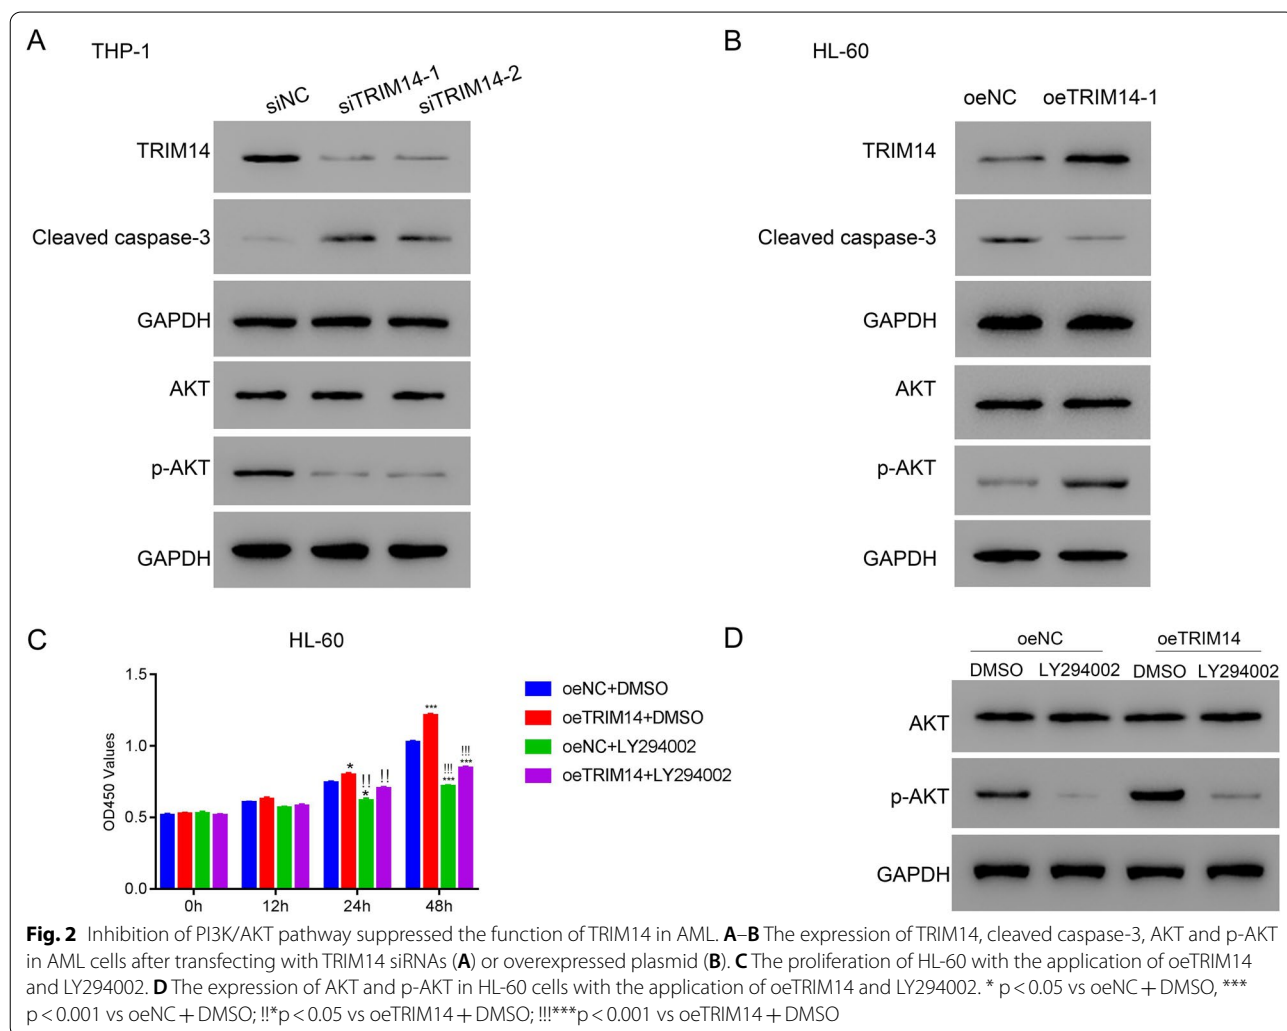 A
THP-1
siNC siTRIM14-1 siTRIM14-2
TRIM14
Cleaved caspase-3
GAPDH
AKT
p-AKT
GAPDH
B
HL-60
oeNC oeTRIM14-1
TRIM14
Cleaved caspase-3
GAPDH
AKT
p-AKT
GAPDH
C
HL-60
1.5
1.0
0.5
0.0
OD450 Values
***
*
!!
*
!!
!!!
***
!!!
***
0h 12h 24h 48h
oeNC+DMSO
oeTRIM14+DMSO
oeNC+LY294002
oeTRIM14+LY294002
D
oeNC oeTRIM14
DMSO LY294002 DMSO LY294002
AKT
p-AKT
GAPDH
Fig. 2 Inhibition of PI3K/AKT pathway suppressed the function of TRIM14 in AML. A–B The expression of TRIM14, cleaved caspase-3, AKT and p-AKT
in AML cells after transfecting with TRIM14 siRNAs (A) or overexpressed plasmid (B). C The proliferation of HL-60 with the application of oeTRIM14
and LY294002. D The expression of AKT and p-AKT in HL-60 cells with the application of oeTRIM14 and LY294002. * p < 0.05 vs oeNC + DMSO, ***
p < 0.001 vs oeNC + DMSO; !!*p < 0.05 vs oeTRIM14 + DMSO; !!!***p < 0.001 vs oeTRIM14 + DMSO